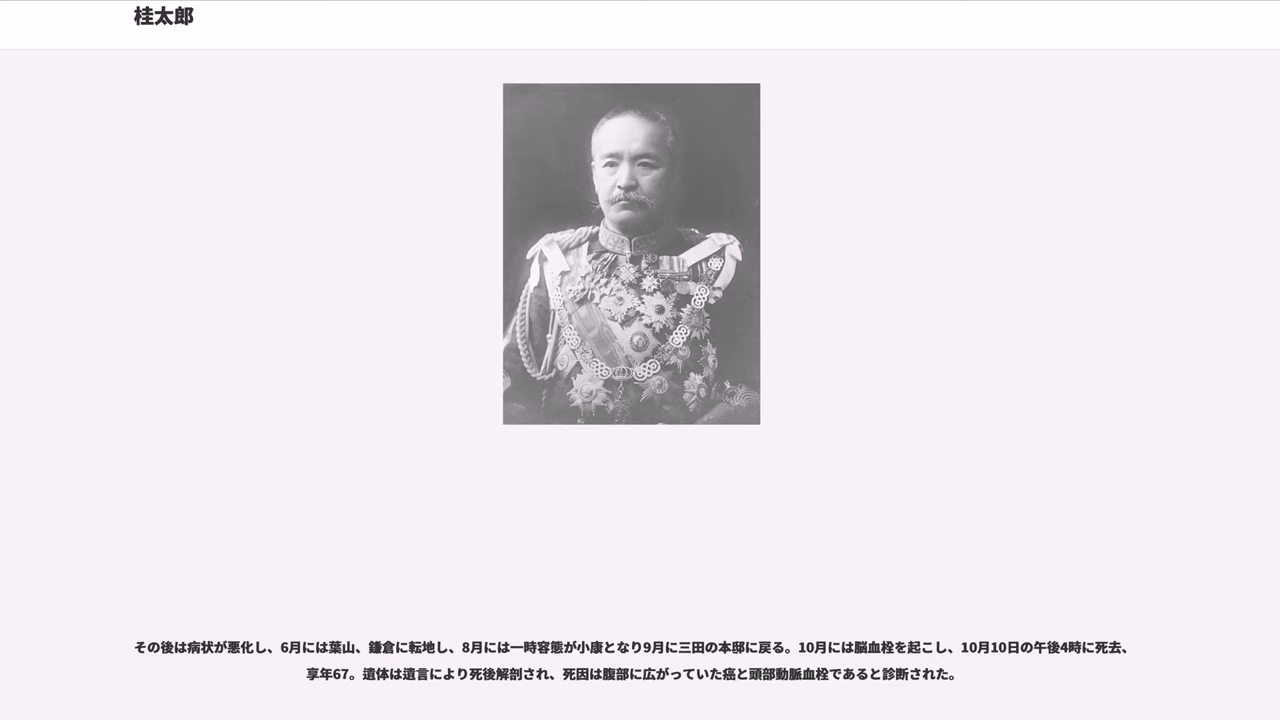 桂太郎
その後は病状が悪化し、6月には葉山、鎌倉に転地し、8月には一時容態が小康となり9月に三田の本邸に戻る。10月には脳血栓を起こし、10月10日の午後4時に死去、
享年67。遺体は遺言により死後解剖され、死因は腹部に広がっていた癌と頭部動脈血栓であると診断された。